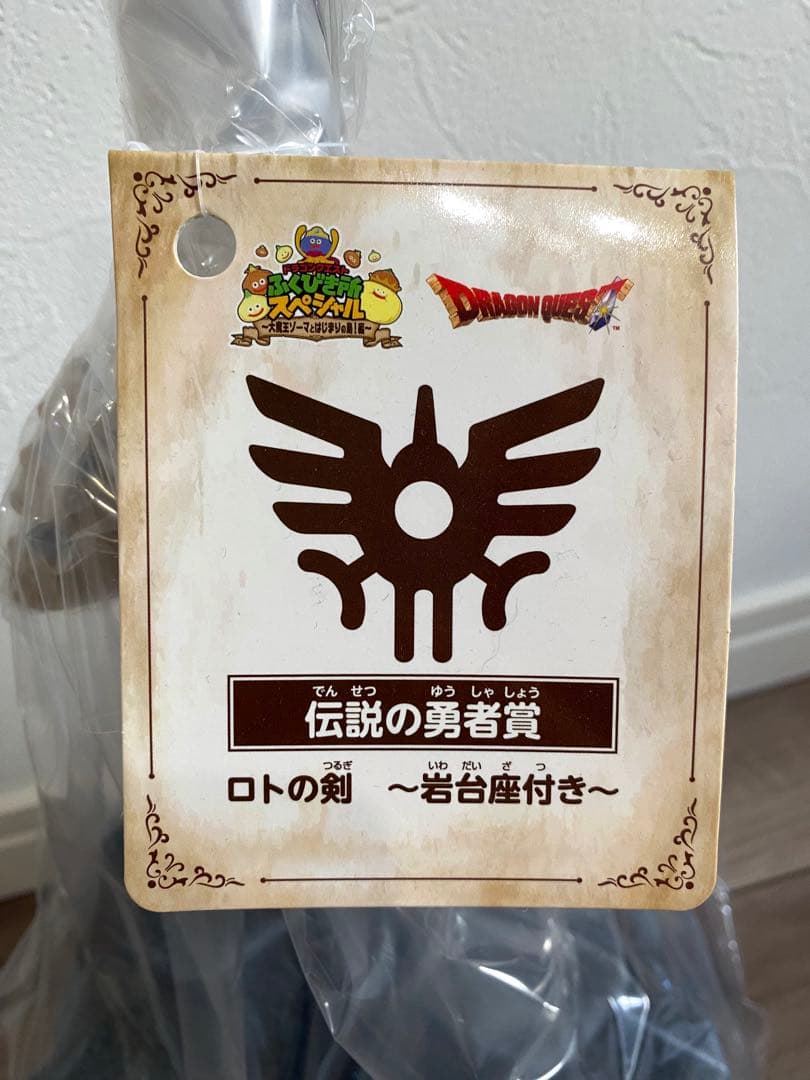 ドラゴンクエスト
ふくびき所
スペシャル
～大魔王ゾーマとはじまりの島！編～
DRAGON QUEST
TM
でん せつ ゆう しゃ しょう
伝説の勇者賞
つるぎ いわ だい ざ つ
ロトの剣 ～岩台座付き～